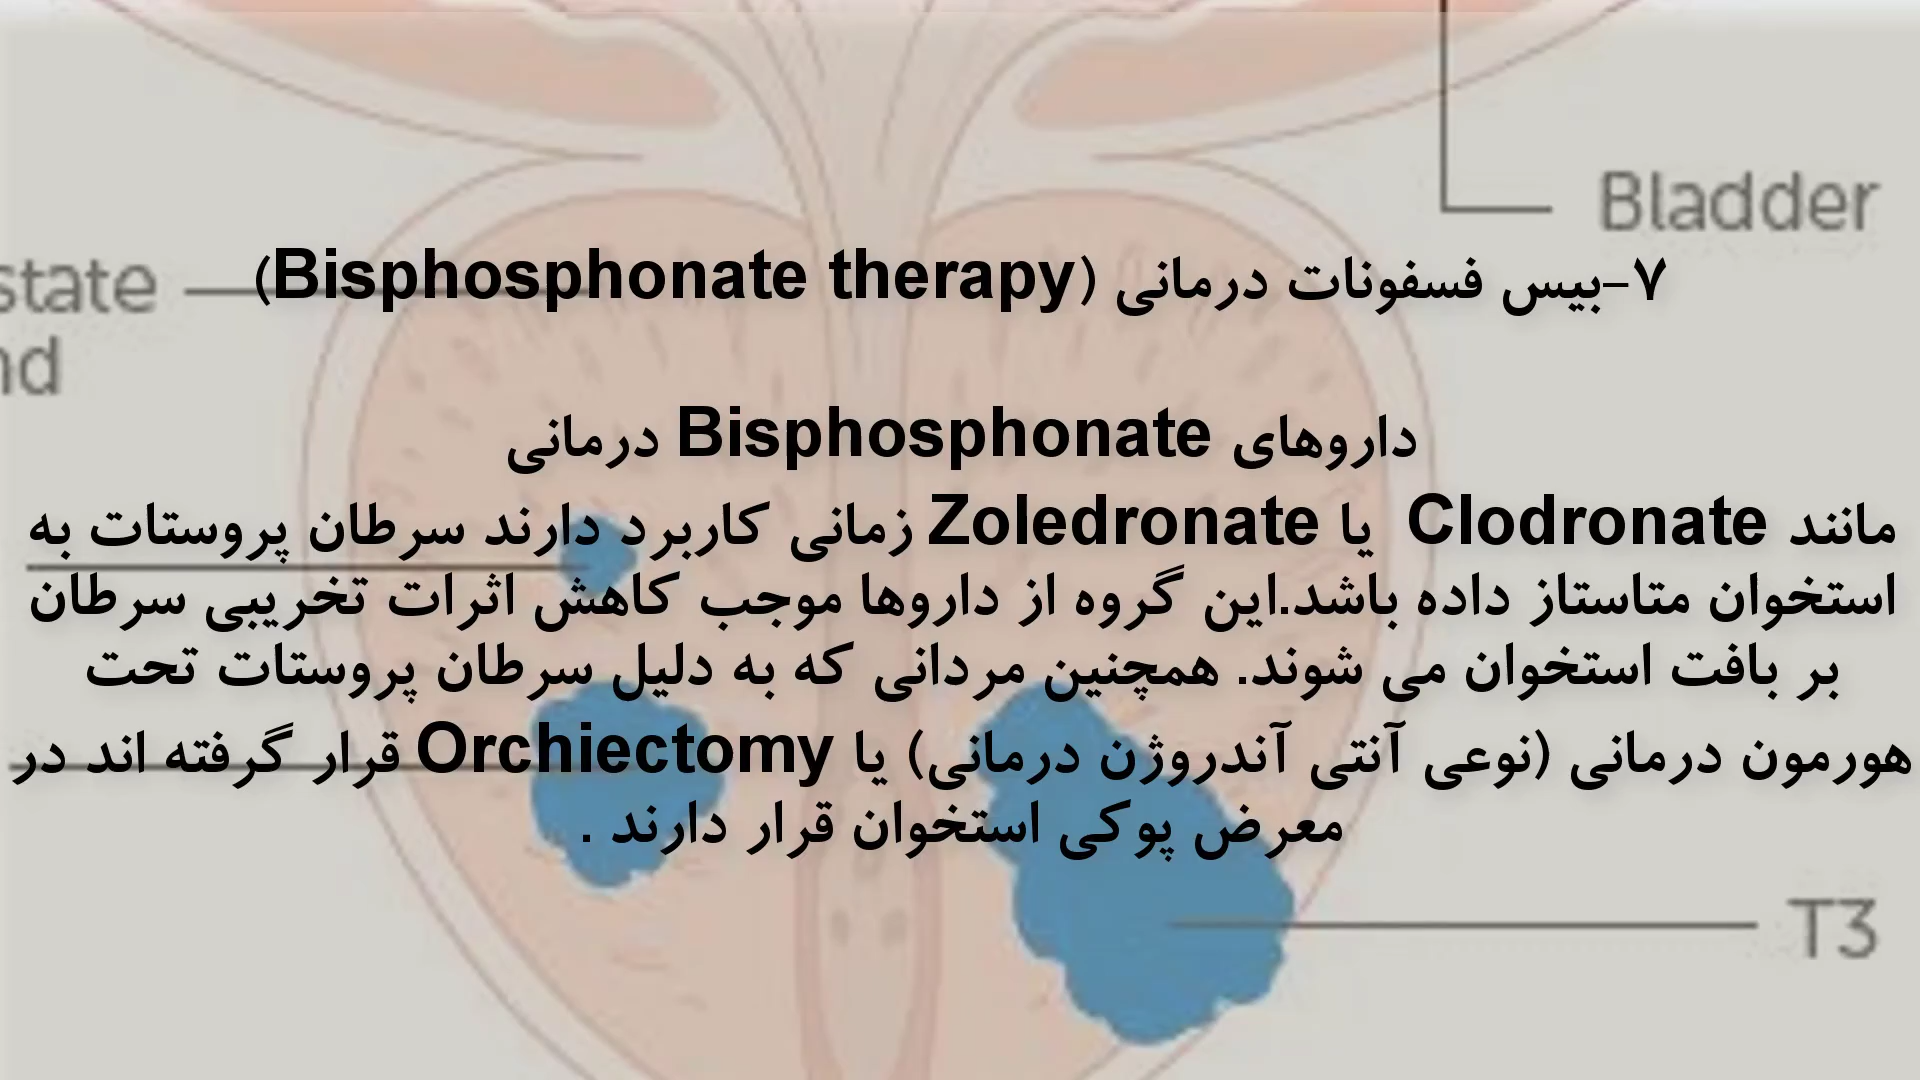 Bladder
state
nd
۷-بیس فسفونات درمانی (Bisphosphonate therapy)
داروهای Bisphosphonate درمانی
مانند Clodronate یا Zoledronate زمانی کاربرد دارند سرطان پروستات به
استخوان متاستاز داده باشد.این گروه از داروها موجب کاهش اثرات تخریبی سرطان
بر بافت استخوان می شوند. همچنین مردانی که به دلیل سرطان پروستات تحت
هورمون درمانی (نوعی آنتی آندروژن درمانی) یا Orchiectomy قرار گرفته اند در
معرض پوکی استخوان قرار دارند .
T3